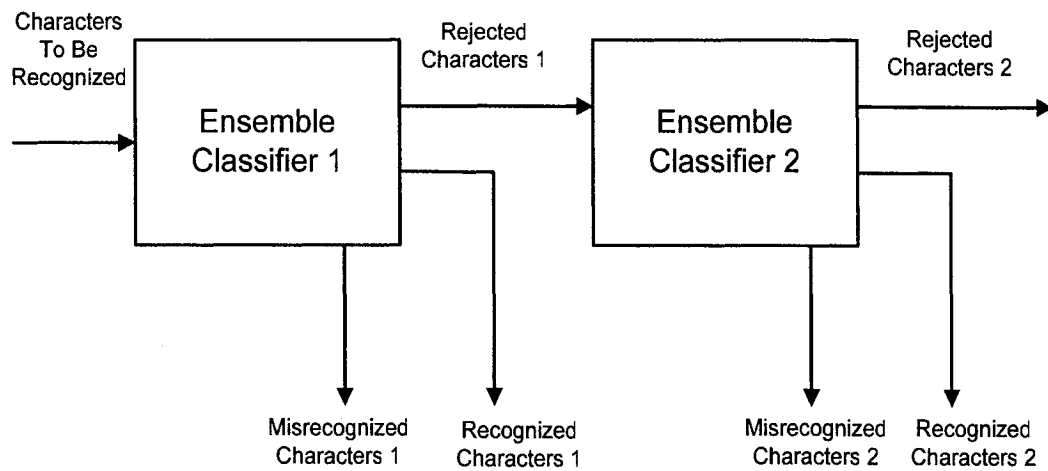 Characters
To Be
Recognized
Ensemble
Classifier 1
Rejected
Characters 1
Ensemble
Classifier 2
Rejected
Characters 2
Misrecognized
Characters 1
Recognized
Characters 1
Misrecognized
Characters 2
Recognized
Characters 2